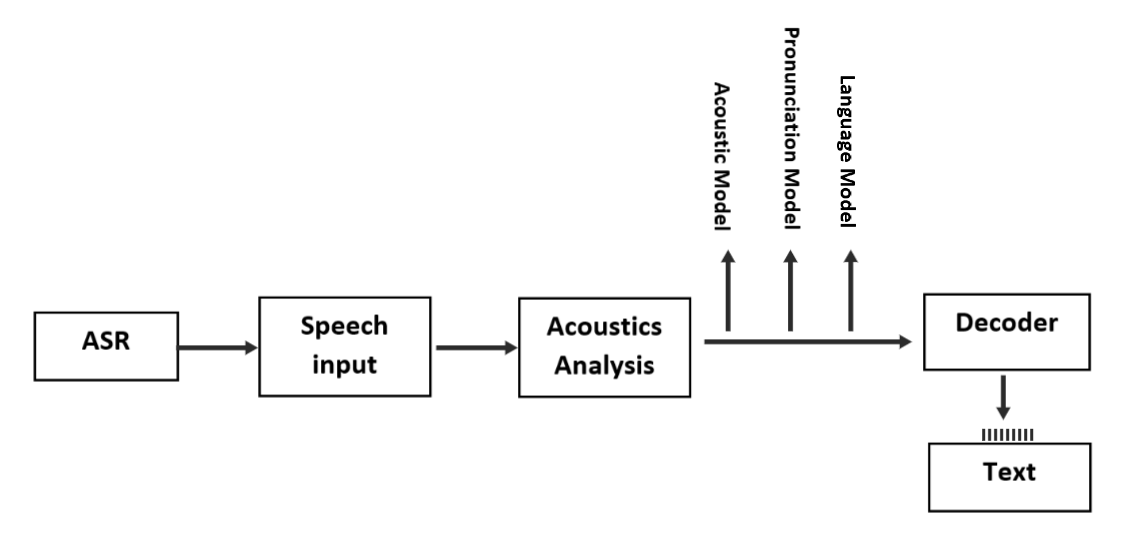 Acoustic Model
Pronunciation Model
Language Model
ASR
Speech
input
Acoustics
Analysis
Decoder
Text